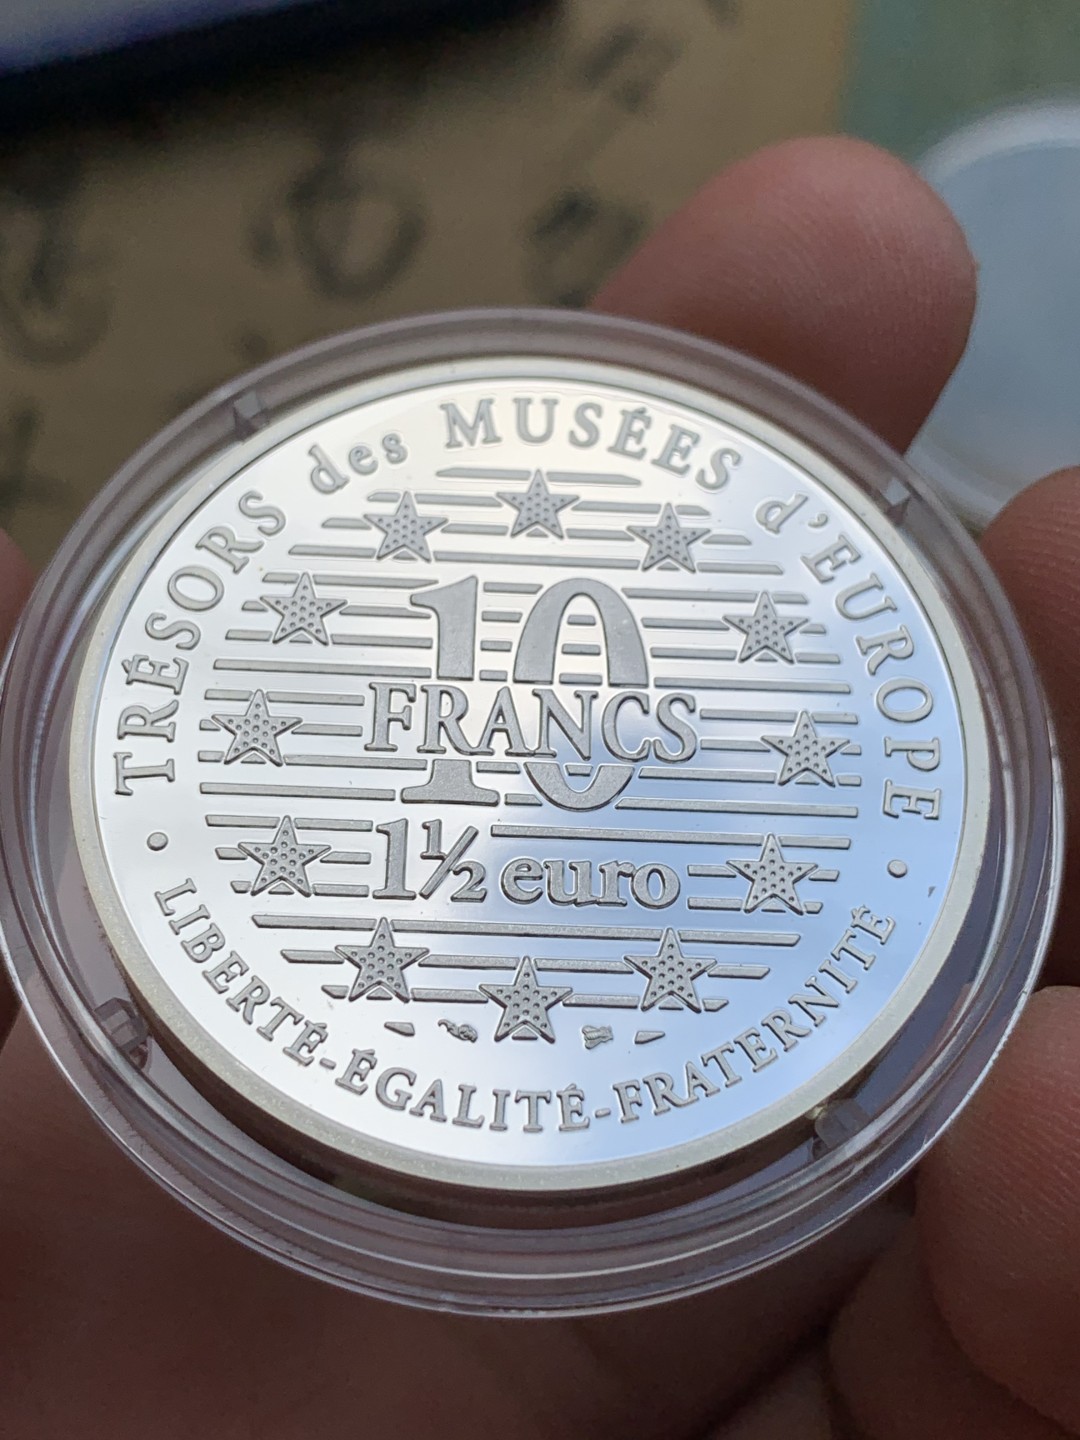 TRÉSORS des MUSÉES d'EUROPE
10
FRANCS
1½ euro
LIBERTÉ-ÉGALITÉ-FRATERNITÉ